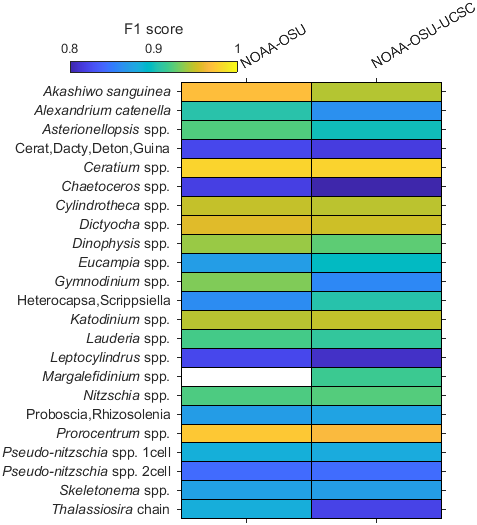 F1 score
0.8 0.9 1
NOAA-OSU
NOAA-OSU-UCSC
Akashiwo sanguinea
Alexandrium catenella
Asterionellopsis spp.
Cerat,Dacty,Deton,Guina
Ceratium spp.
Chaetoceros spp.
Cylindrotheca spp.
Dictyocha spp.
Dinophysis spp.
Eucampia spp.
Gymnodinium spp.
Heterocapsa,Scrippsiella
Katodinium spp.
Lauderia spp.
Leptocylindrus spp.
Margalefidinium spp.
Nitzschia spp.
Proboscia,Rhizosolenia
Prorocentrum spp.
Pseudo-nitzschia spp. 1cell
Pseudo-nitzschia spp. 2cell
Skeletonema spp.
Thalassiosira chain